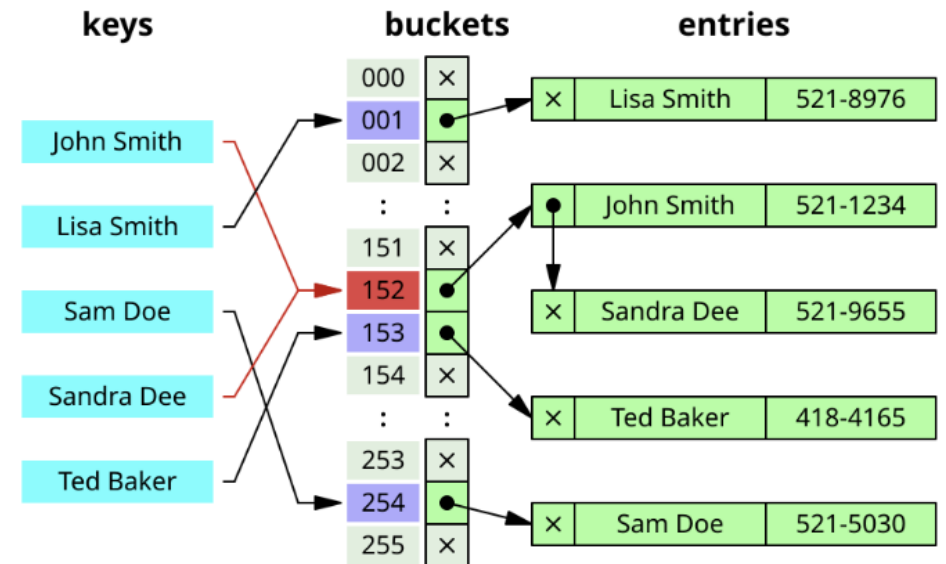 keys buckets entries
John Smith
Lisa Smith
Sam Doe
Sandra Dee
Ted Baker
000 ×
001
002 ×
: :
151 ×
152
153
154 ×
: :
253 ×
254
255 ×
× Lisa Smith 521-8976
John Smith 521-1234
× Sandra Dee 521-9655
× Ted Baker 418-4165
× Sam Doe 521-5030